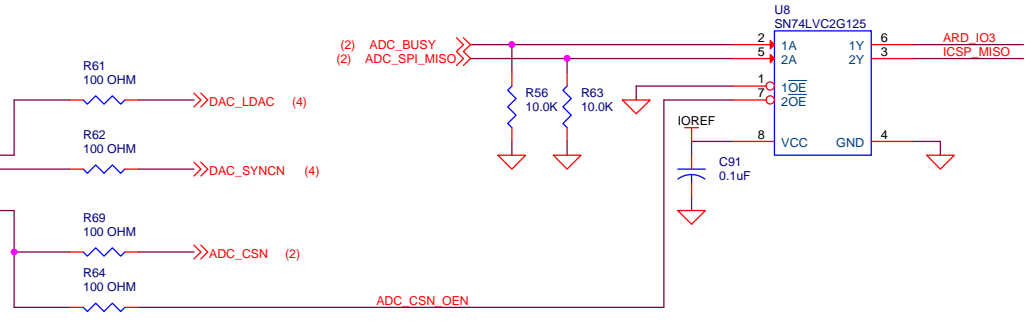 U8
SN74LVC2G125
(2) ADC_BUSY
2 1A 1Y 6 ARD_IO3
(2) ADC_SPI_MISO
5 2A 2Y 3 ICSP_MISO
R61
100 OHM
DAC_LDAC (4)
1 1OE
7 2OE
R56
10.0K
R63
10.0K
IOREF
R62
100 OHM
8 VCC GND 4
DAC_SYNCN (4)
C91
0.1uF
R69
100 OHM
ADC_CSN (2)
R64
100 OHM
ADC_CSN_OEN